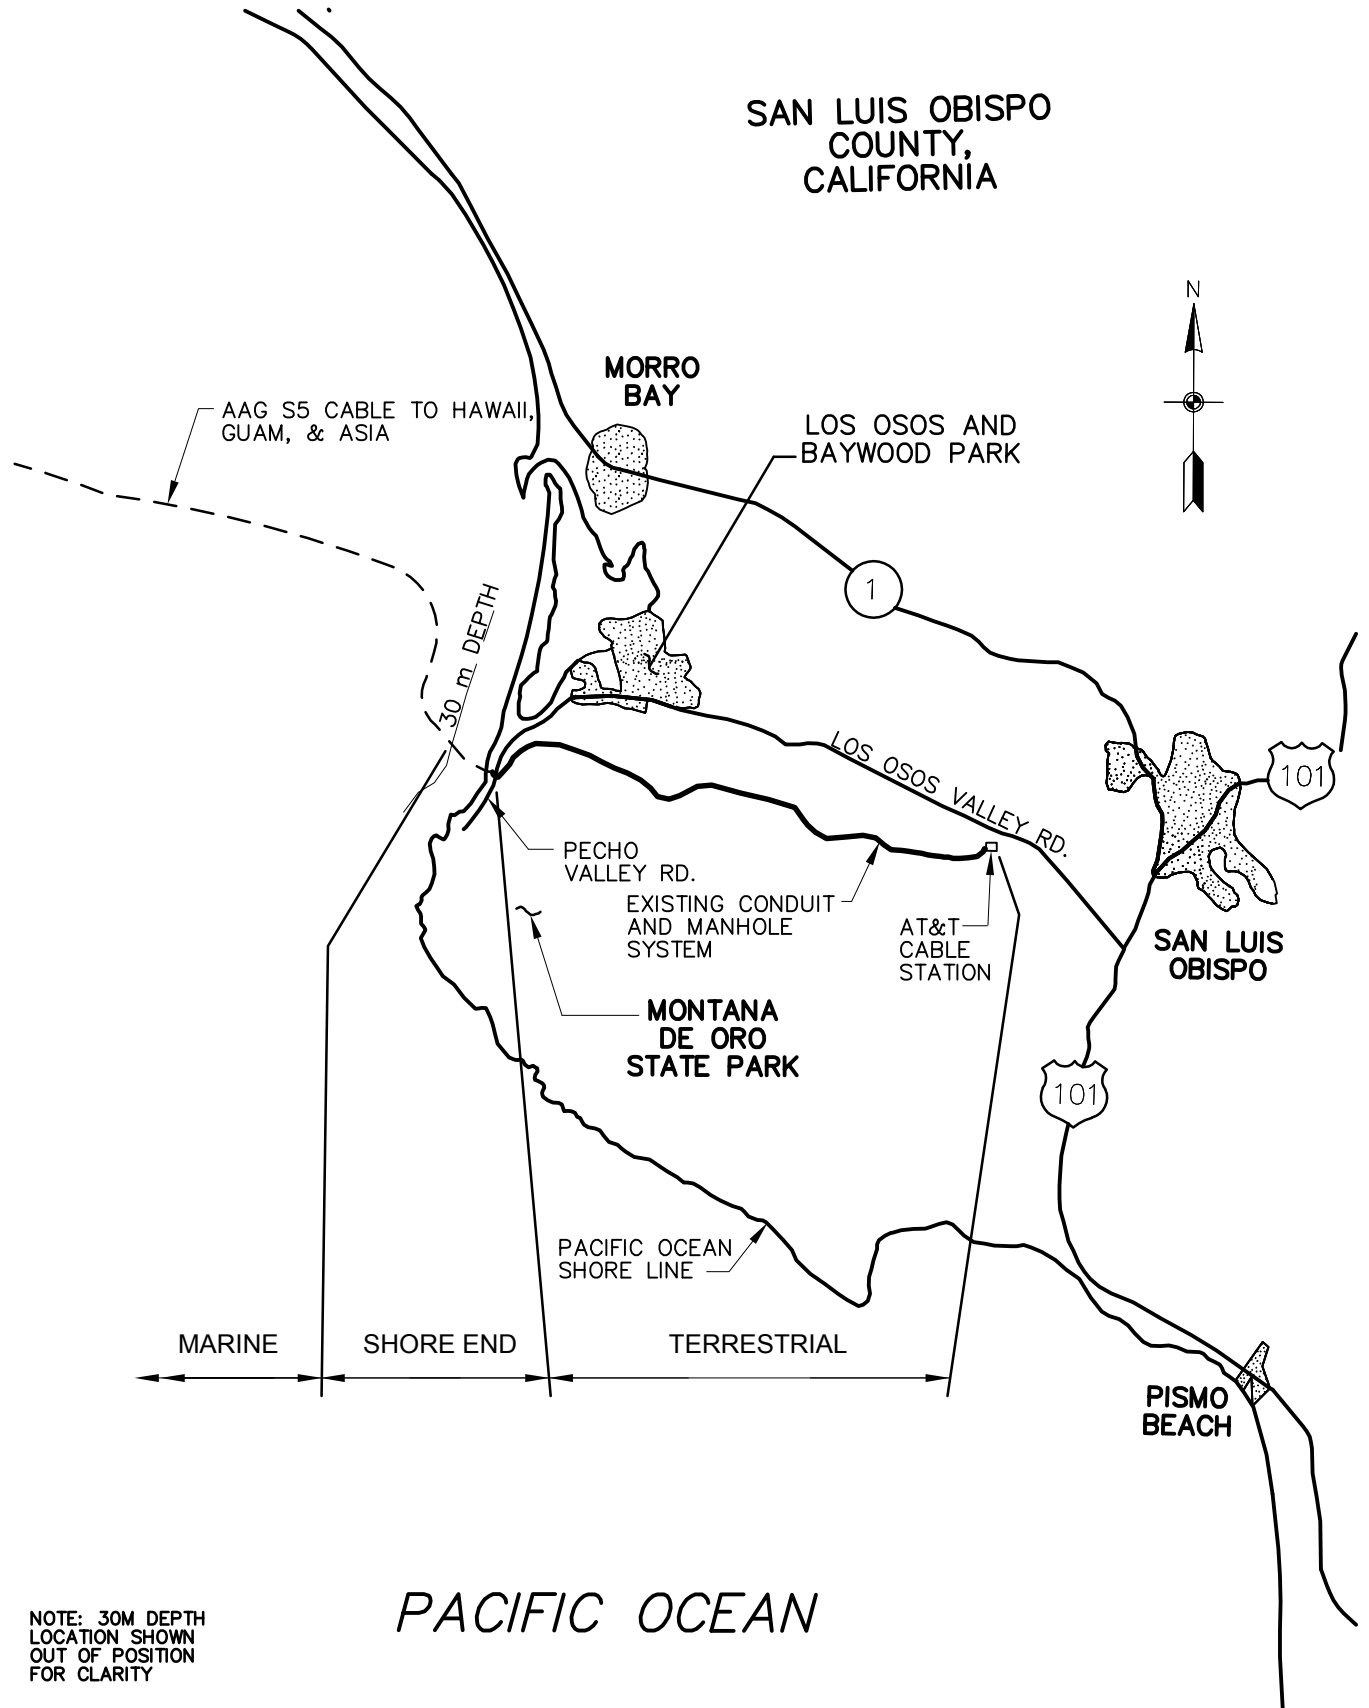 SAN LUIS OBISPO
COUNTY,
CALIFORNIA
N
MORRO
BAY
AAG S5 CABLE TO HAWAII,
GUAM, & ASIA
LOS OSOS AND
BAYWOOD PARK
1
30 m DEPTH
101
LOS OSOS VALLEY RD.
PECHO
VALLEY RD.
EXISTING CONDUIT
AND MANHOLE
SYSTEM
AT&T
CABLE
STATION
SAN LUIS
OBISPO
MONTANA
DE ORO
STATE PARK
101
PACIFIC OCEAN
SHORE LINE
MARINE
SHORE END
TERRESTRIAL
PISMO
BEACH
PACIFIC OCEAN
NOTE: 30M DEPTH
LOCATION SHOWN
OUT OF POSITION
FOR CLARITY